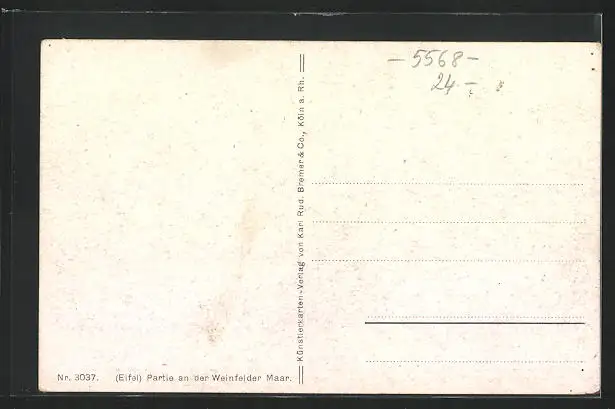 – 5568 –
24 –
Künstlerkarten-Verlag von Karl Rud. Bremer & Co., Köln a. Rh.
Nr. 3037. (Eifel) Partie an der Weinfelder Maar.